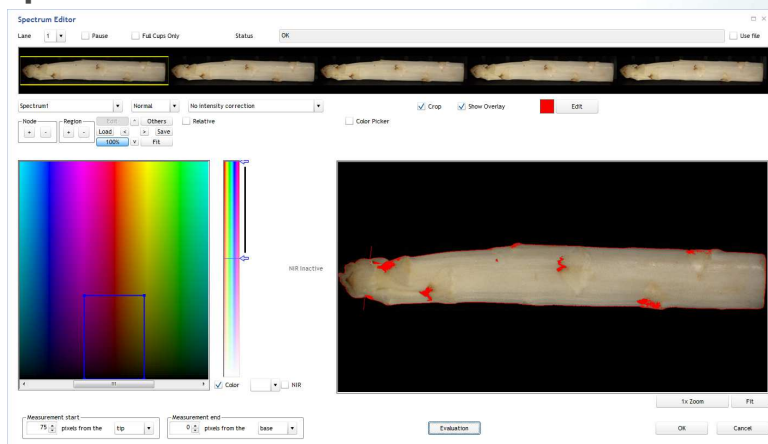 Spectrum Editor
Lane 1 Pause Full Cups Only Status OK Use file
Spectrum1 Normal No intensity correction Crop Show Overlay Edit
Node Region Edit ^ Others Relative Color Picker
+ - + - Load < > Save
100% v Fit
NIR Inactive
Color NIR
1x Zoom Fit
Measurement start Measurement end
75 pixels from the tip 0 pixels from the base Evaluation OK Cancel